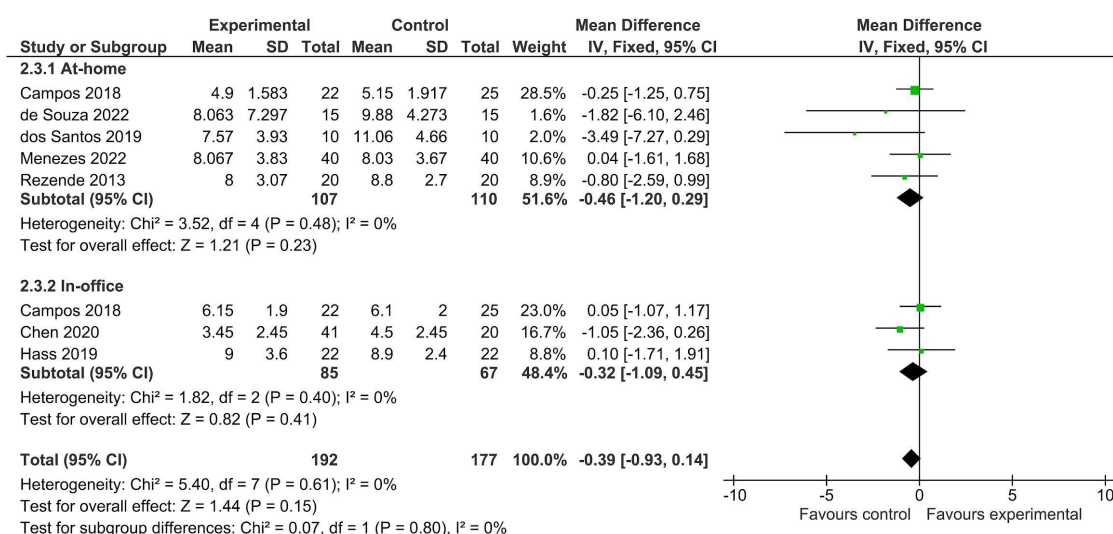 Experimental Control Mean Difference Mean Difference
Study or Subgroup Mean SD Total Mean SD Total Weight IV, Fixed, 95% CI IV, Fixed, 95% CI
2.3.1 At-home
Campos 2018 4.9 1.583 22 5.15 1.917 25 28.5% -0.25 [-1.25, 0.75]
de Souza 2022 8.063 7.297 15 9.88 4.273 15 1.6% -1.82 [-6.10, 2.46]
dos Santos 2019 7.57 3.93 10 11.06 4.66 10 2.0% -3.49 [-7.27, 0.29]
Menezes 2022 8.067 3.83 40 8.03 3.67 40 10.6% 0.04 [-1.61, 1.68]
Rezende 2013 8 3.07 20 8.8 2.7 20 8.9% -0.80 [-2.59, 0.99]
Subtotal (95% CI) 107 110 51.6% -0.46 [-1.20, 0.29]
Heterogeneity: Chi² = 3.52, df = 4 (P = 0.48); I² = 0%
Test for overall effect: Z = 1.21 (P = 0.23)
2.3.2 In-office
Campos 2018 6.15 1.9 22 6.1 2 25 23.0% 0.05 [-1.07, 1.17]
Chen 2020 3.45 2.45 41 4.5 2.45 20 16.7% -1.05 [-2.36, 0.26]
Hass 2019 9 3.6 22 8.9 2.4 22 8.8% 0.10 [-1.71, 1.91]
Subtotal (95% CI) 85 67 48.4% -0.32 [-1.09, 0.45]
Heterogeneity: Chi² = 1.82, df = 2 (P = 0.40); I² = 0%
Test for overall effect: Z = 0.82 (P = 0.41)
Total (95% CI) 192 177 100.0% -0.39 [-0.93, 0.14]
Heterogeneity: Chi² = 5.40, df = 7 (P = 0.61); I² = 0%
Test for overall effect: Z = 1.44 (P = 0.15)
Test for subgroup differences: Chi² = 0.07, df = 1 (P = 0.80), I² = 0%
-10 -5 0 5 10
Favours control Favours experimental